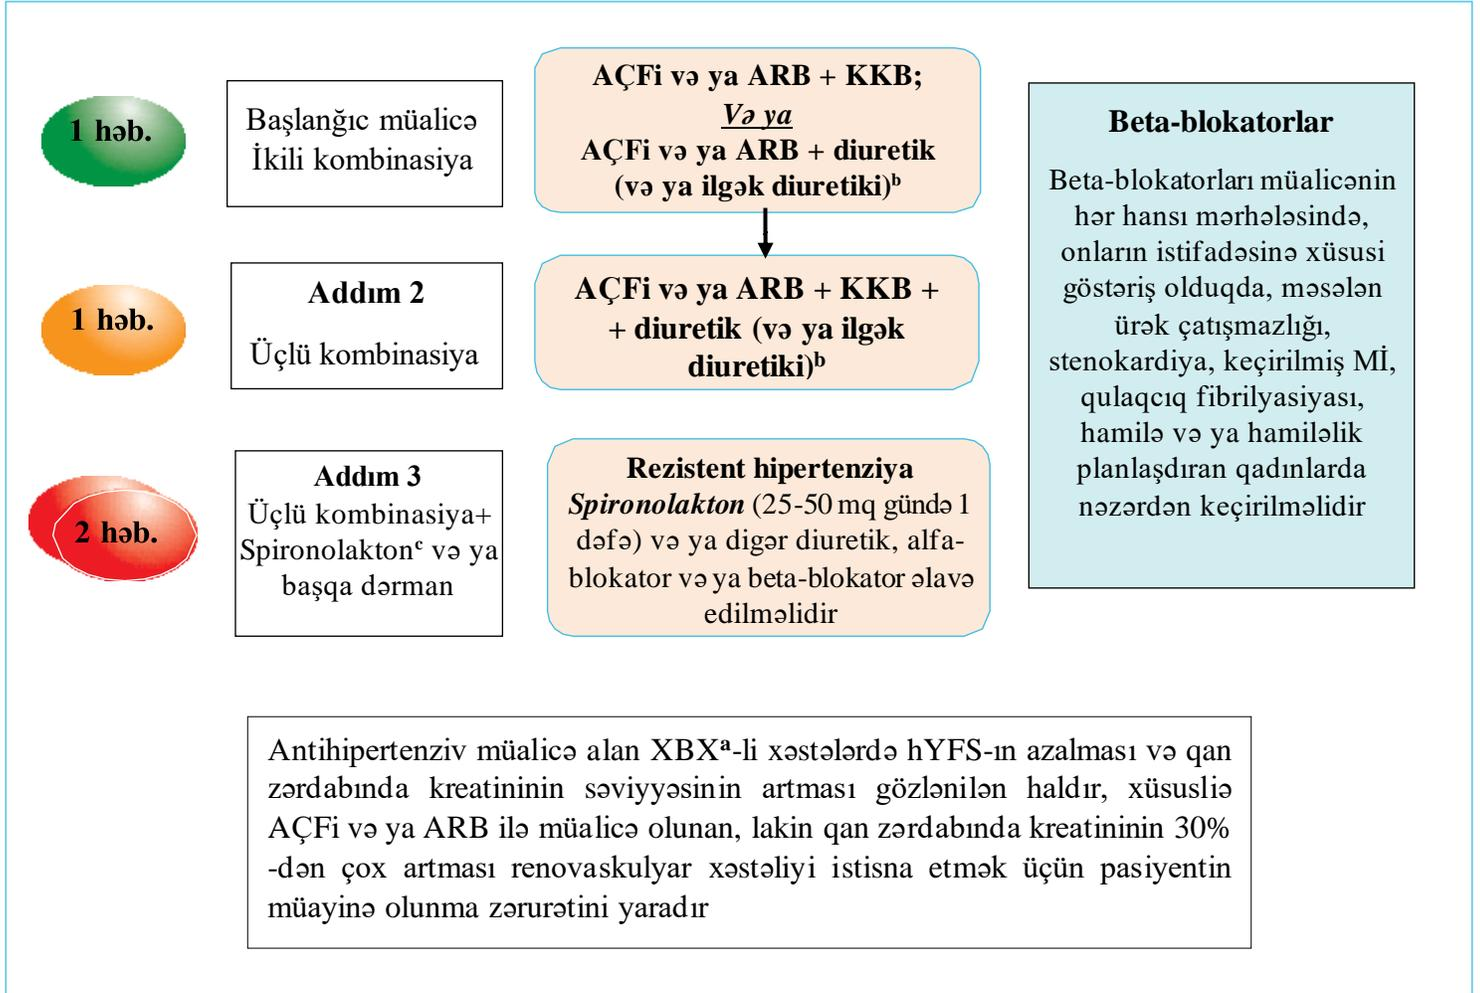 1 həb.
Başlanğıc müalicə
İkili kombinasiya
AÇFi və ya ARB + KKB;
Və ya
AÇFi və ya ARB + diuretik
(və ya ilgək diuretiki)ᵇ
1 həb.
Addım 2
Üçlü kombinasiya
AÇFi və ya ARB + KKB +
+ diuretik (və ya ilgək
diuretiki)ᵇ
2 həb.
Addım 3
Üçlü kombinasiya+
Spironolaktonᶜ və ya
başqa dərman
Rezistent hipertenziya
Spironolakton (25-50 mq gündə 1
dəfə) və ya digər diuretik, alfa-
blokator və ya beta-blokator əlavə
edilməlidir
Beta-blokatorlar
Beta-blokatorları müalicənin
hər hansı mərhələsində,
onların istifadəsinə xüsusi
göstəriş olduqda, məsələn
ürək çatışmazlığı,
stenokardiya, keçirilmiş Mİ,
qulaqcıq fibrilyasiyası,
hamilə və ya hamiləlik
planlaşdıran qadınlarda
nəzərdən keçirilməlidir
Antihipertenziv müalicə alan XBXᵃ-li xəstələrdə hYFS-ın azalması və qan
zərdabında kreatininin səviyyəsinin artması gözlənilən haldır, xüsusliə
AÇFi və ya ARB ilə müalicə olunan, lakin qan zərdabında kreatininin 30%
-dən çox artması renovaskulyar xəstəliyi istisna etmək üçün pasiyentin
müayinə olunma zərurətini yaradır